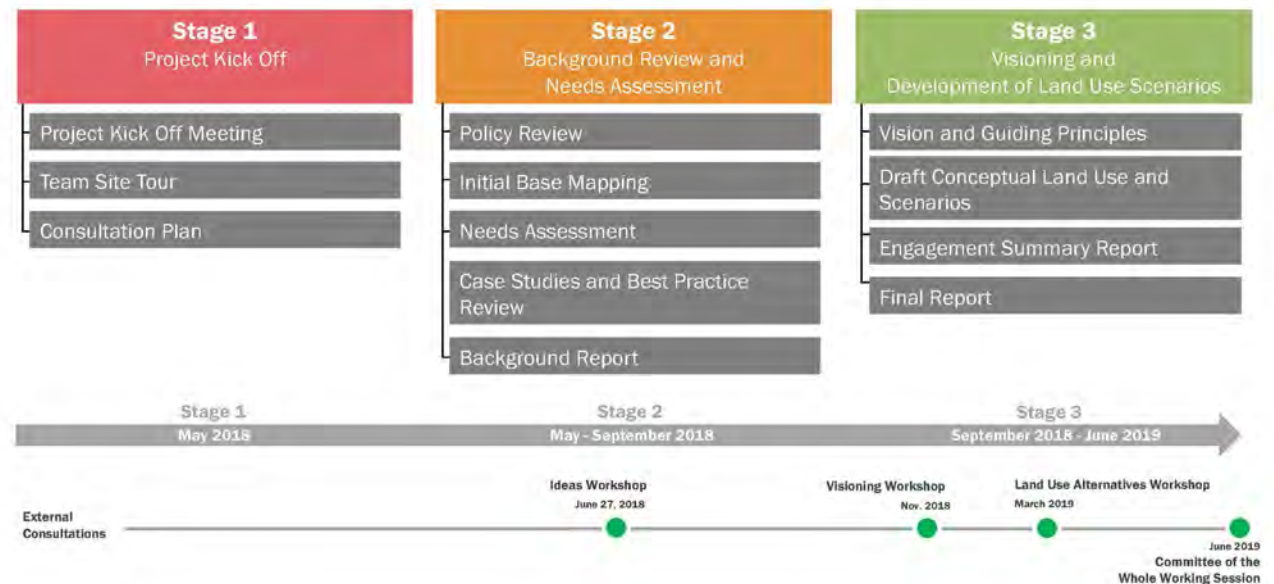 Stage 1
Project Kick Off
Project Kick Off Meeting
Team Site Tour
Consultation Plan
Stage 2
Background Review and
Needs Assessment
Policy Review
Initial Base Mapping
Needs Assessment
Case Studies and Best Practice
Review
Background Report
Stage 3
Visioning and
Development of Land Use Scenarios
Vision and Guiding Principles
Draft Conceptual Land Use and
Scenarios
Engagement Summary Report
Final Report
Stage 1
May 2018
Stage 2
May - September 2018
Stage 3
September 2018 - June 2019
External
Consultations
Ideas Workshop
June 27, 2018
Visioning Workshop
Nov. 2018
Land Use Alternatives Workshop
March 2019
June 2019
Committee of the
Whole Working Session